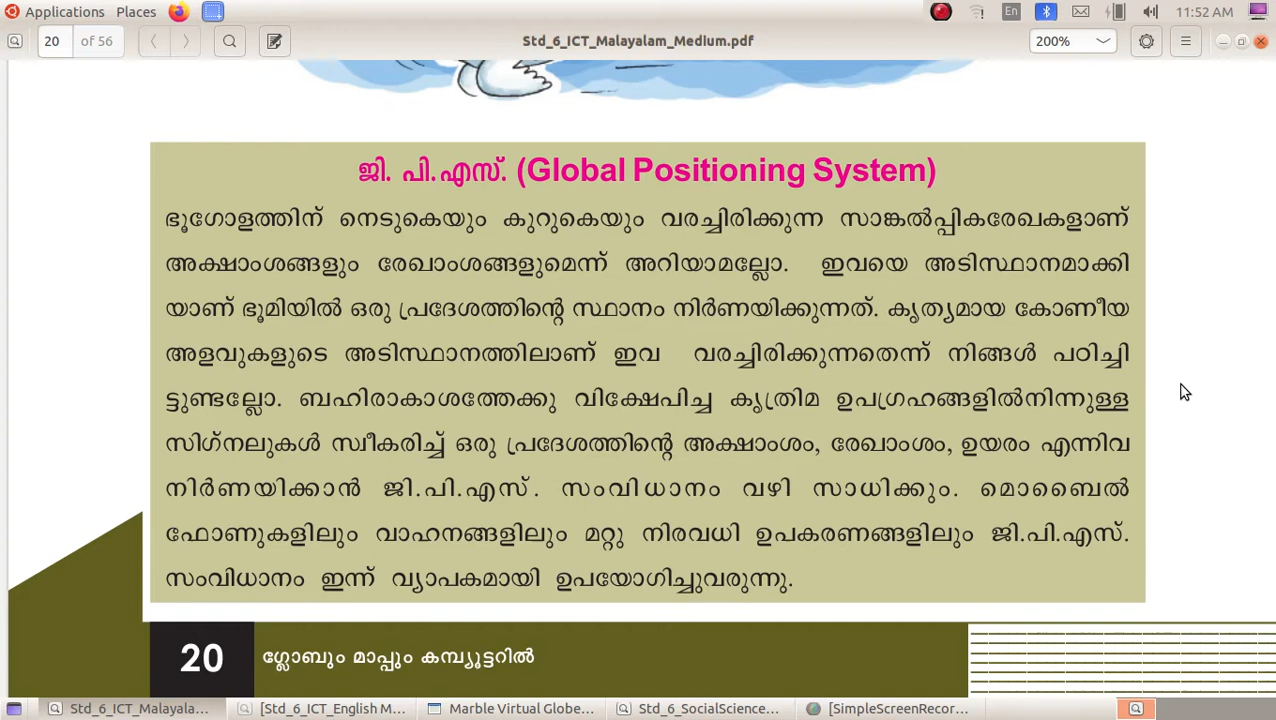 Applications Places En 11:52 AM
20 of 56 Std_6_ICT_Malayalam_Medium.pdf 200%
ജി. പി.എസ്. (Global Positioning System)
ഭൂഗോളത്തിന് നെടുകെയും കുറുകെയും വരച്ചിരിക്കുന്ന സാങ്കൽപ്പികരേഖകളാണ്
അക്ഷാംശങ്ങളും രേഖാംശങ്ങളുമെന്ന് അറിയാമല്ലോ. ഇവയെ അടിസ്ഥാനമാക്കി
യാണ് ഭൂമിയിൽ ഒരു പ്രദേശത്തിന്റെ സ്ഥാനം നിർണയിക്കുന്നത്. കൃത്യമായ കോണീയ
അളവുകളുടെ അടിസ്ഥാനത്തിലാണ് ഇവ വരച്ചിരിക്കുന്നതെന്ന് നിങ്ങൾ പഠിച്ചി
ട്ടുണ്ടല്ലോ. ബഹിരാകാശത്തേക്കു വിക്ഷേപിച്ച കൃത്രിമ ഉപഗ്രഹങ്ങളിൽനിന്നുള്ള
സിഗ്നലുകൾ സ്വീകരിച്ച് ഒരു പ്രദേശത്തിന്റെ അക്ഷാംശം, രേഖാംശം, ഉയരം എന്നിവ
നിർണയിക്കാൻ ജി.പി.എസ്. സംവിധാനം വഴി സാധിക്കും. മൊബൈൽ
ഫോണുകളിലും വാഹനങ്ങളിലും മറ്റു നിരവധി ഉപകരണങ്ങളിലും ജി.പി.എസ്.
സംവിധാനം ഇന്ന് വ്യാപകമായി ഉപയോഗിച്ചുവരുന്നു.
20 ഗ്ലോബും മാപ്പും കമ്പ്യൂട്ടറിൽ
Std_6_ICT_Malayala... [Std_6_ICT_English M... Marble Virtual Globe... Std_6_SocialScience... [SimpleScreenRecor...